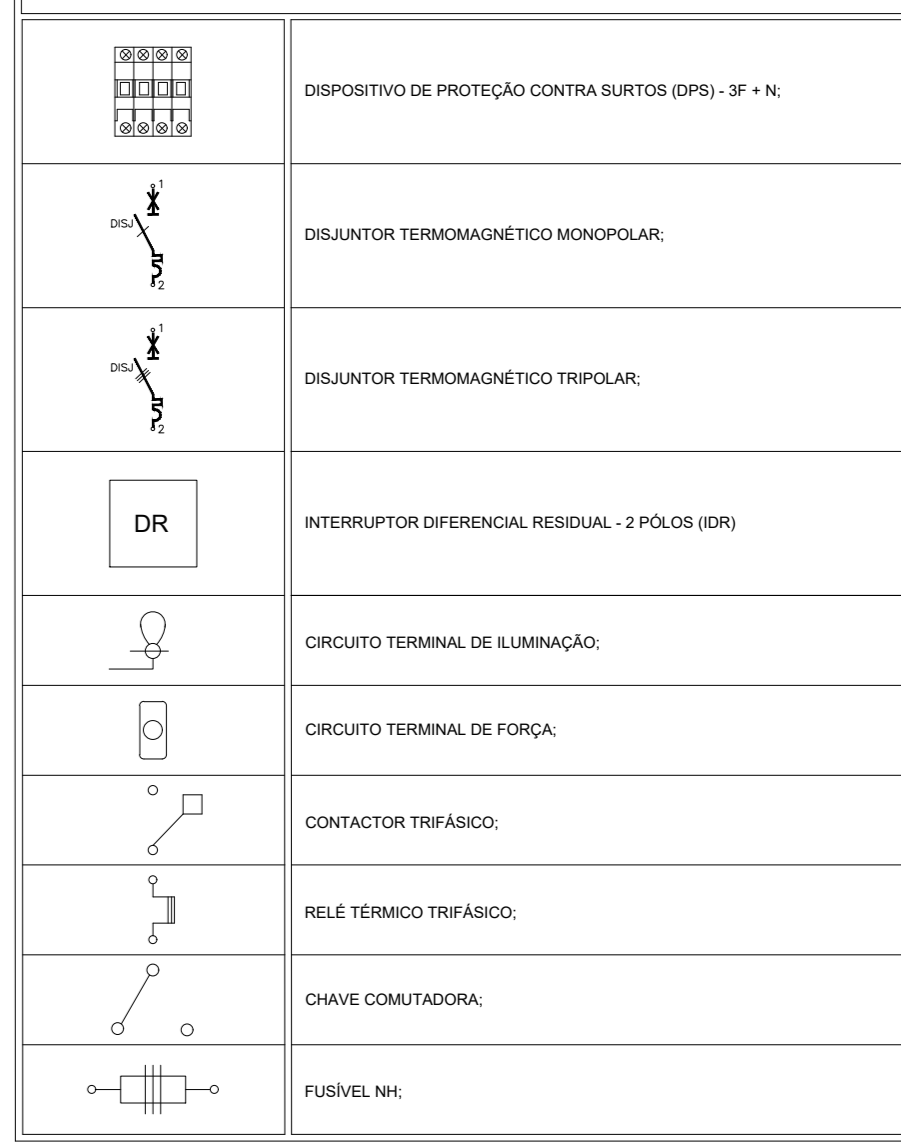 DISPOSITIVO DE PROTEÇÃO CONTRA SURTOS (DPS) - 3F + N;
1
DISJ
2
DISJUNTOR TERMOMAGNÉTICO MONOPOLAR;
1
DISJ
2
DISJUNTOR TERMOMAGNÉTICO TRIPOLAR;
DR
INTERRUPTOR DIFERENCIAL RESIDUAL - 2 PÓLOS (IDR)
CIRCUITO TERMINAL DE ILUMINAÇÃO;
CIRCUITO TERMINAL DE FORÇA;
CONTACTOR TRIFÁSICO;
RELÉ TÉRMICO TRIFÁSICO;
CHAVE COMUTADORA;
FUSÍVEL NH;